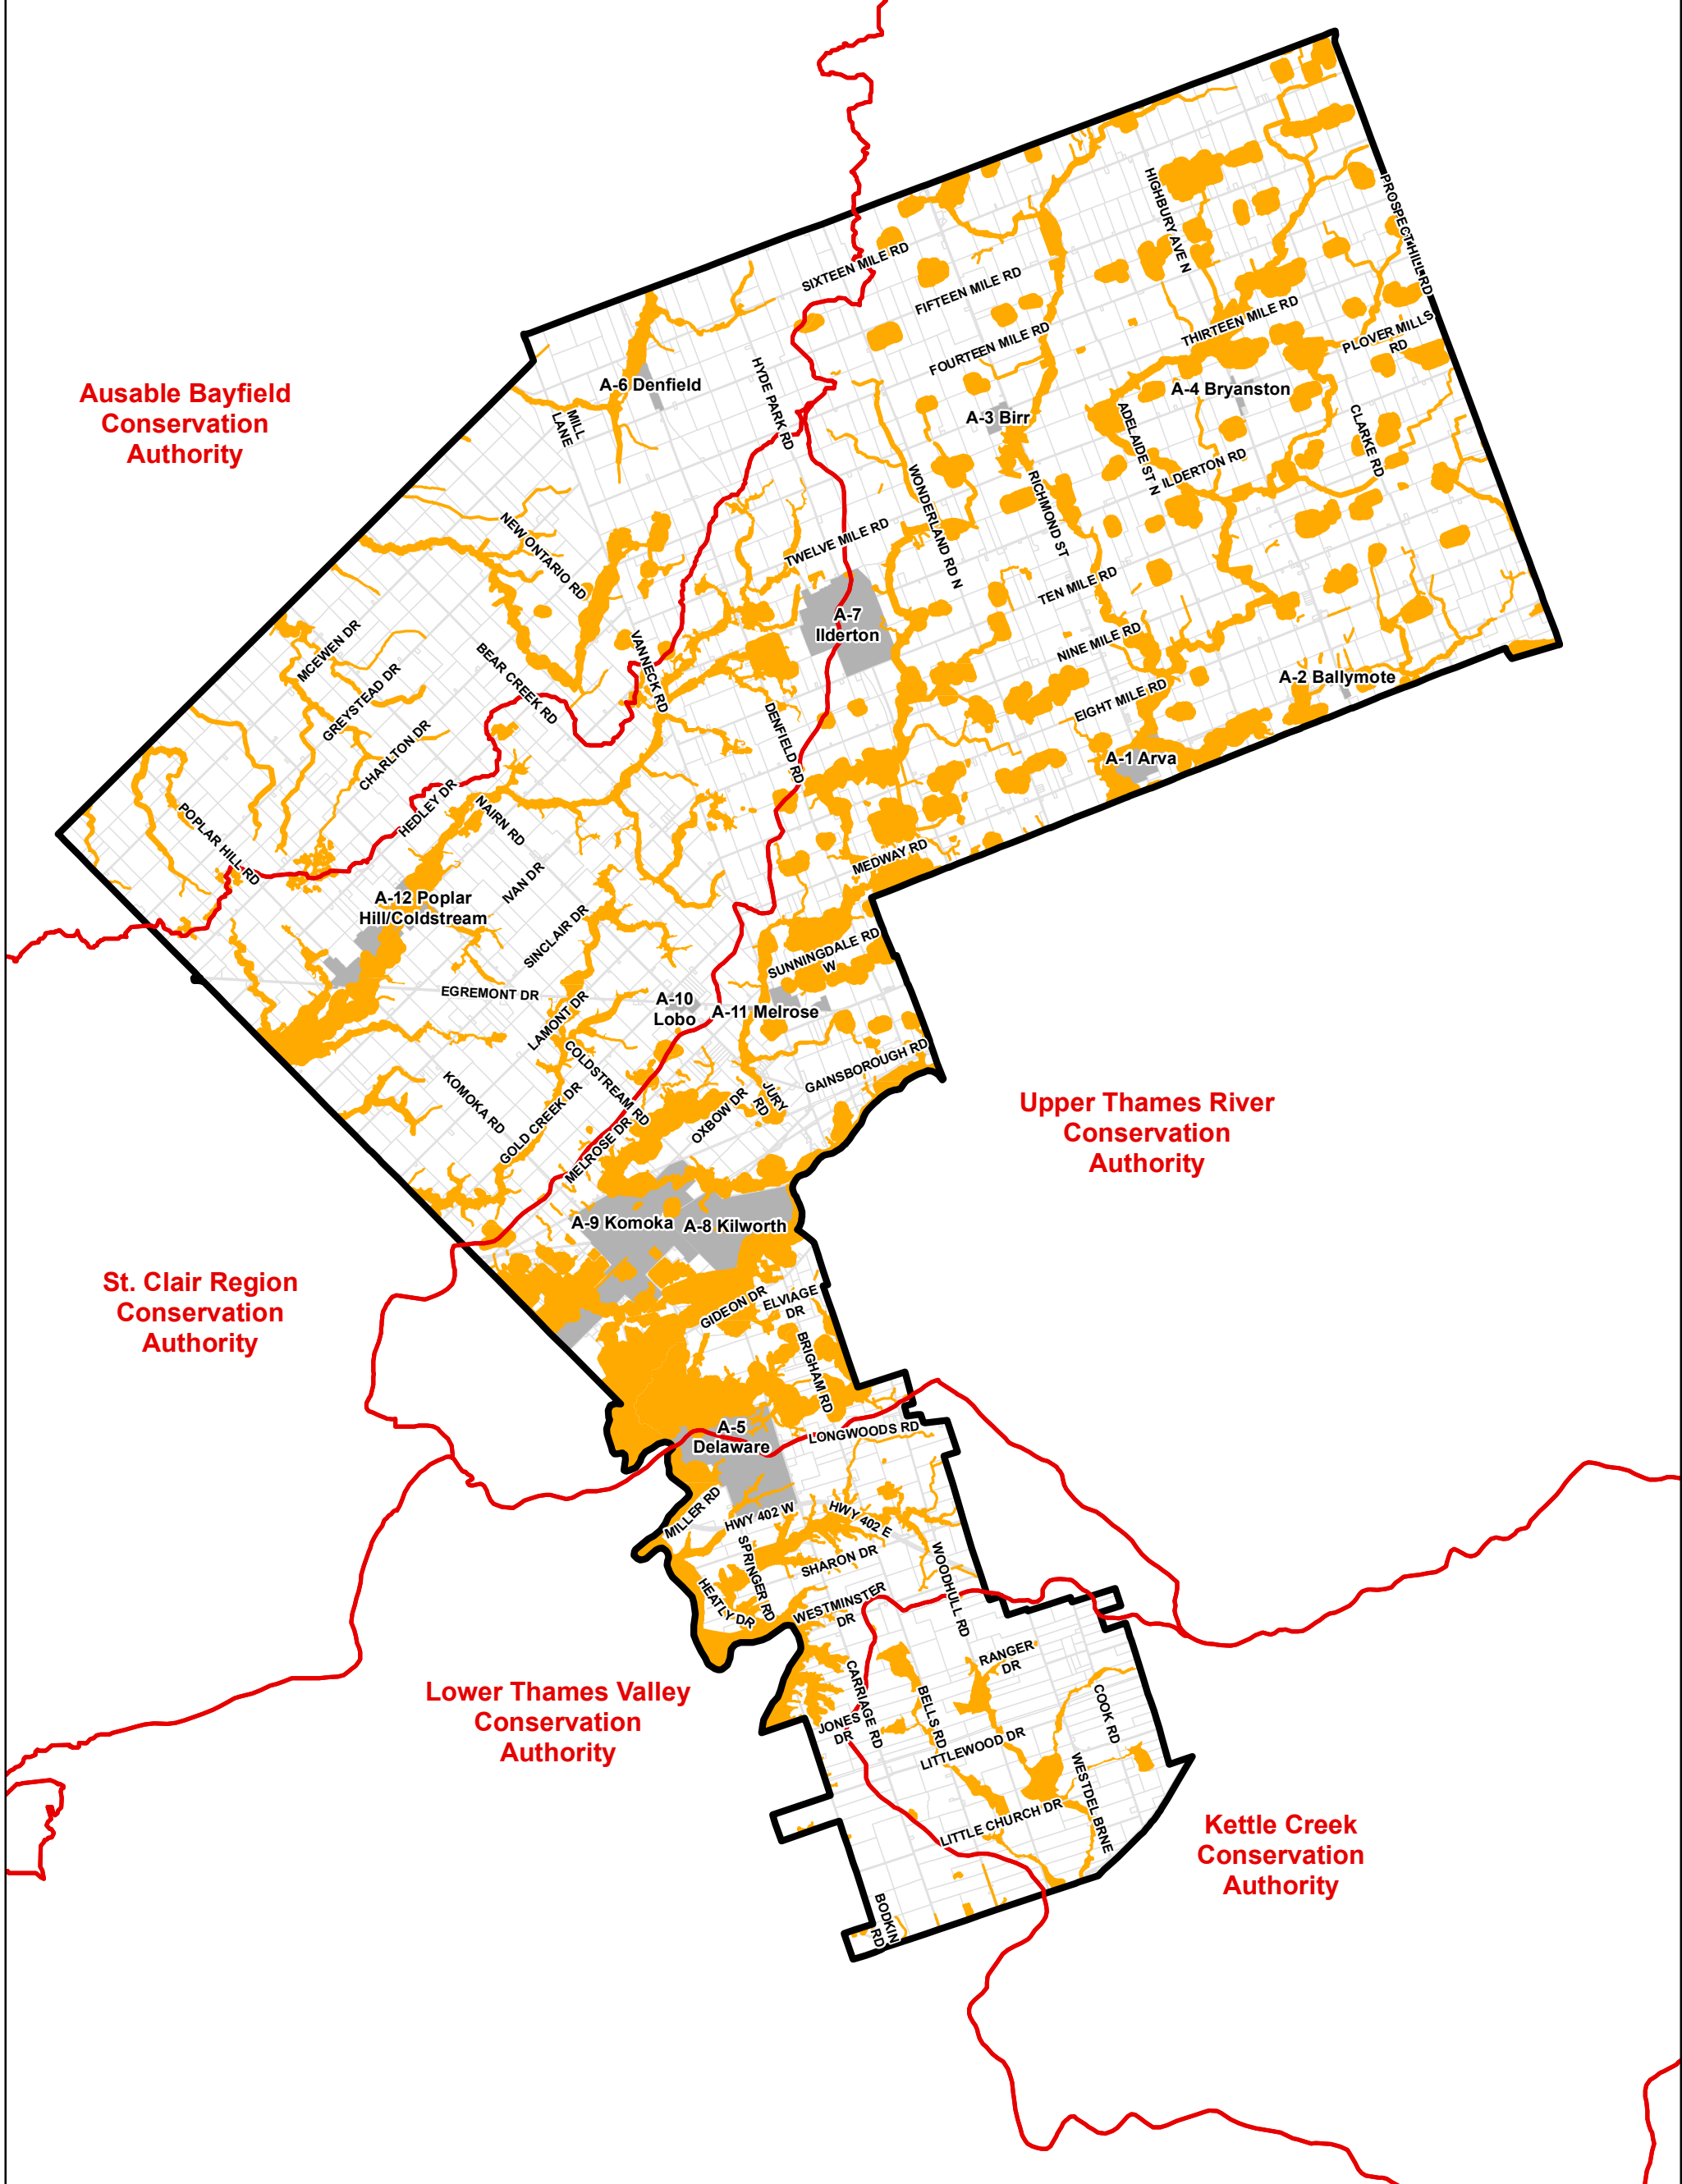 HIGHBURY AVE N
PROSPECT HILL RD
SIXTEEN MILE RD
FIFTEEN MILE RD
THIRTEEN MILE RD
PLOVER MILLS
RD
FOURTEEN MILE RD
Ausable Bayfield
Conservation
Authority
A-6 Denfield
HYDE PARK RD
A-4 Bryanston
MILL
LANE
A-3 Birr
ADELAIDE ST N
CLARKE RD
ILDERTON RD
WONDERLAND RD N
RICHMOND ST
NEW ONTARIO RD
TWELVE MILE RD
TEN MILE RD
A-7
Ilderton
MCEWEN DR
NINE MILE RD
BEAR CREEK RD
VANNECK RD
GREYSTEAD DR
A-2 Ballymote
EIGHT MILE RD
DENFIELD RD
CHARLTON DR
A-1 Arva
HEDLEY DR
NAIRN RD
POPLAR HILL RD
MEDWAY RD
IVAN DR
A-12 Poplar
Hill/Coldstream
SINCLAIR DR
SUNNINGDALE RD
W
EGREMONT DR
A-10
Lobo
A-11 Melrose
LAMONT DR
COLDSTREAM RD
GAINSBOROUGH RD
KOMOKA RD
GOLD CREEK DR
OXBOW DR
JURY
RD
MELROSE DR
Upper Thames River
Conservation
Authority
A-9 Komoka
A-8 Kilworth
St. Clair Region
Conservation
Authority
GIDEON DR
ELVIAGE
DR
BRIGHAM RD
A-5
Delaware
LONGWOODS RD
MILLER RD
HWY 402 W
HWY 402 E
SPRINGER RD
SHARON DR
WOODHULL RD
HEATLY DR
WESTMINSTER
DR
RANGER
DR
Lower Thames Valley
Conservation
Authority
CARRIAGE RD
BELLS RD
COOK RD
JONES
DR
LITTLEWOOD DR
WESTDEL BRNE
LITTLE CHURCH DR
Kettle Creek
Conservation
Authority
BODKIN
RD